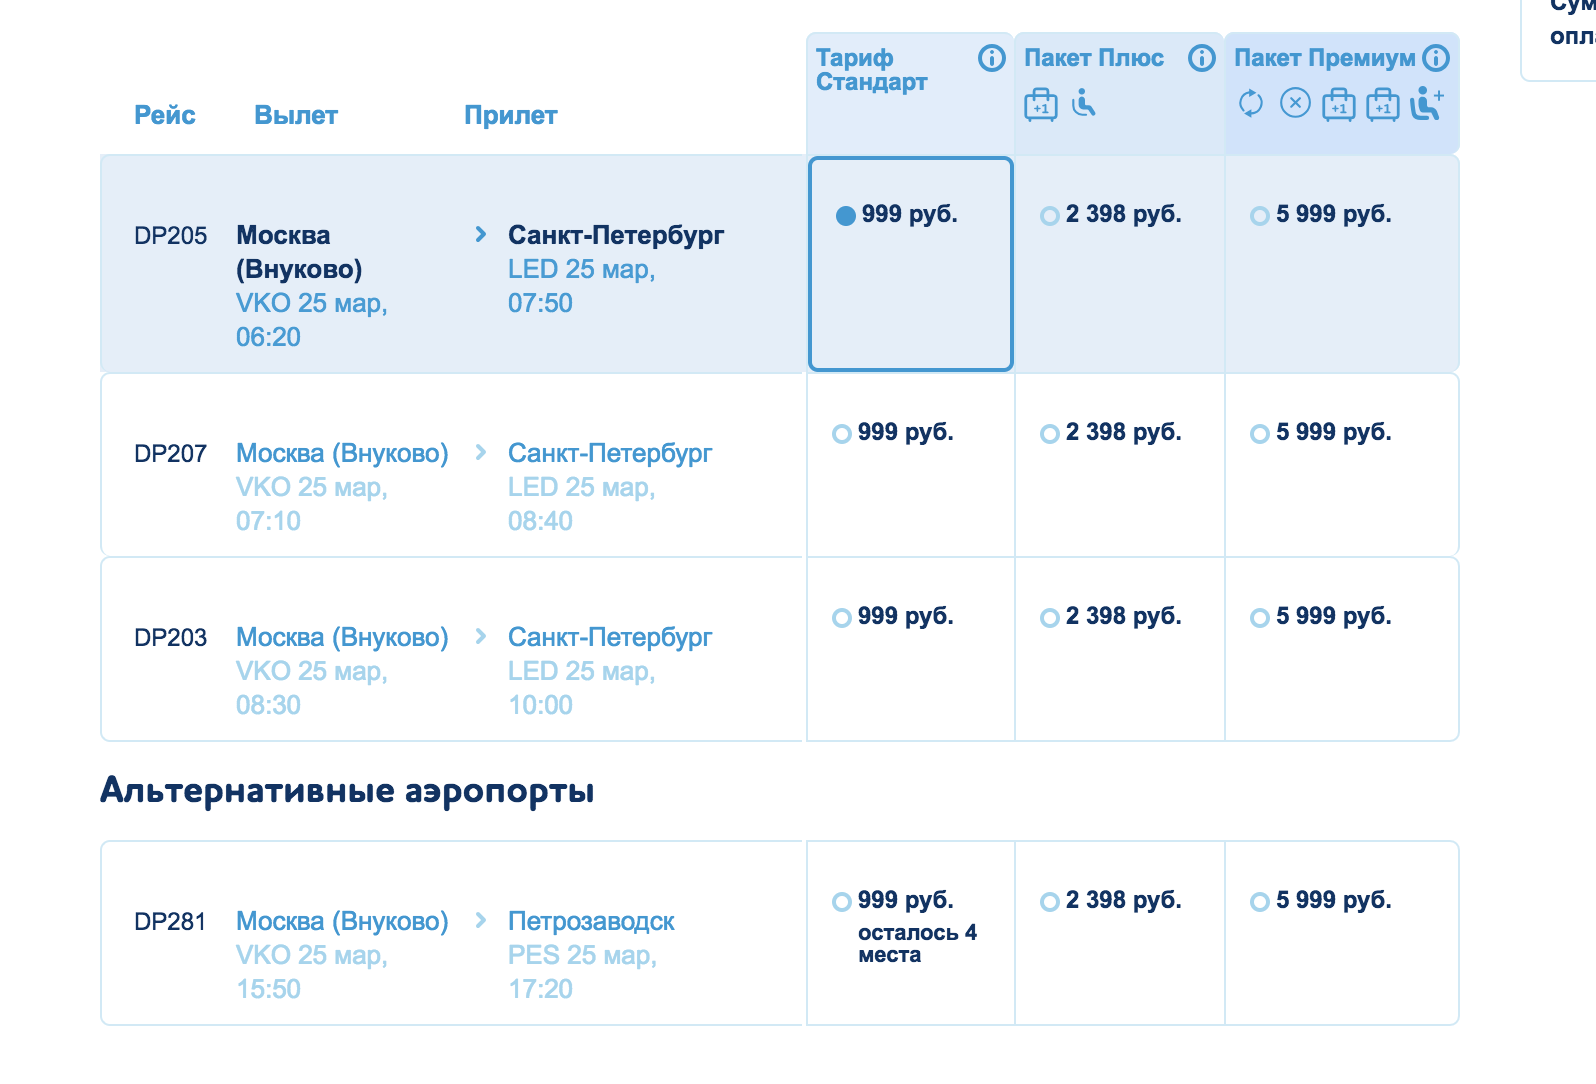 Сум
опл
Тариф
Стандарт
Пакет Плюс
Пакет Премиум
+1
+1
+1
Рейс Вылет Прилет
DP205
Москва
(Внуково)
VKO 25 мар,
06:20
Санкт-Петербург
LED 25 мар,
07:50
999 руб.
2 398 руб.
5 999 руб.
DP207
Москва (Внуково)
VKO 25 мар,
07:10
Санкт-Петербург
LED 25 мар,
08:40
999 руб.
2 398 руб.
5 999 руб.
DP203
Москва (Внуково)
VKO 25 мар,
08:30
Санкт-Петербург
LED 25 мар,
10:00
999 руб.
2 398 руб.
5 999 руб.
Альтернативные аэропорты
DP281
Москва (Внуково)
VKO 25 мар,
15:50
Петрозаводск
PES 25 мар,
17:20
999 руб.
осталось 4
места
2 398 руб.
5 999 руб.